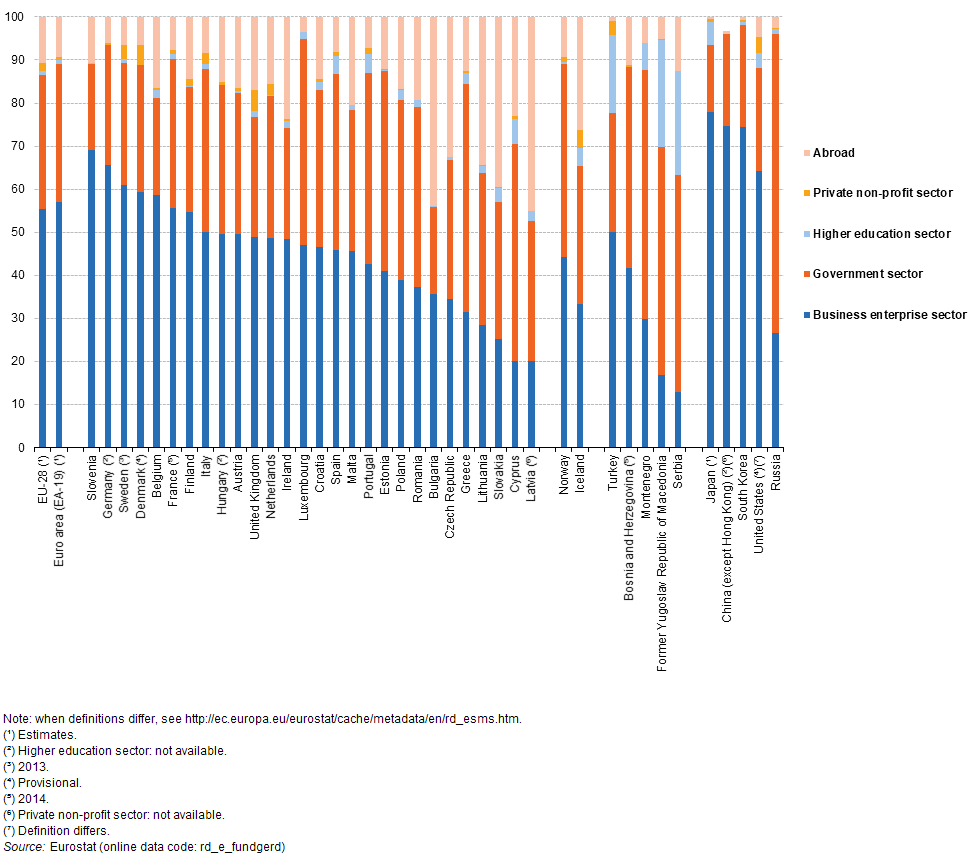 100
90
80
70
60
50
40
30
20
10
0
Abroad
Private non-profit sector
Higher education sector
Government sector
Business enterprise sector
EU-28 (¹)
Euro area (EA-19) (¹)
Slovenia
Germany (²)
Sweden (³)
Denmark (⁴)
Belgium
France (⁵)
Finland
Italy
Hungary (²)
Austria
United Kingdom
Netherlands
Ireland
Luxembourg
Croatia
Spain
Malta
Portugal
Estonia
Poland
Romania
Bulgaria
Czech Republic
Greece
Lithuania
Slovakia
Cyprus
Latvia (⁶)
Norway
Iceland
Turkey
Bosnia and Herzegovina (⁵)
Montenegro
Former Yugoslav Republic of Macedonia
Serbia
Japan (¹)
China (except Hong Kong) (²)(⁶)
South Korea
United States (⁴)(⁷)
Russia
Note: when definitions differ, see http://ec.europa.eu/eurostat/cache/metadata/en/rd_esms.htm.
(¹) Estimates.
(²) Higher education sector: not available.
(³) 2013.
(⁴) Provisional.
(⁵) 2014.
(⁶) Private non-profit sector: not available.
(⁷) Definition differs.
Source: Eurostat (online data code: rd_e_fundgerd)